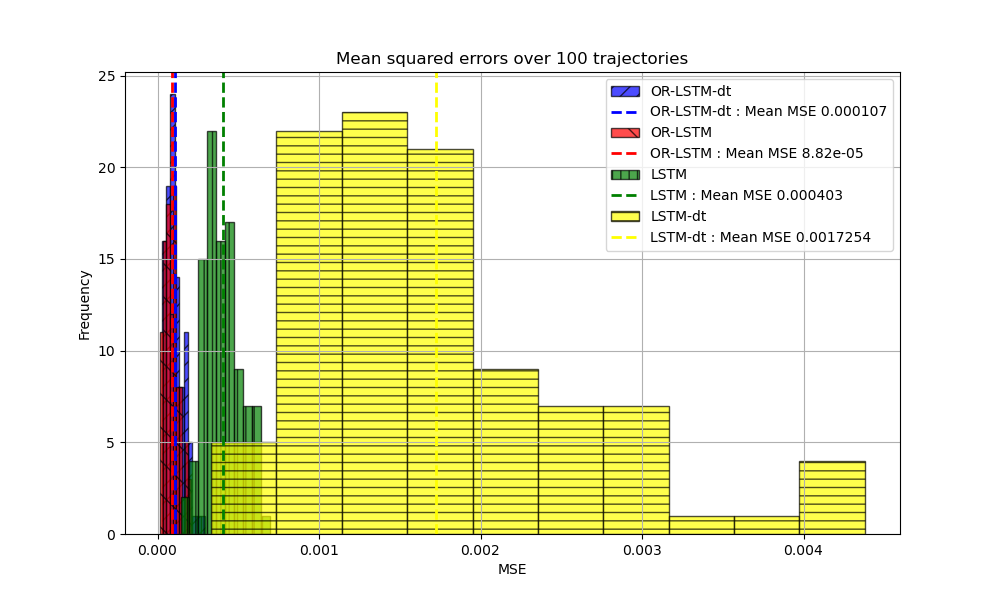 Mean squared errors over 100 trajectories
25
20
15
10
5
0
Frequency
0.000
0.001
0.002
0.003
0.004
MSE
OR-LSTM-dt
OR-LSTM-dt : Mean MSE 0.000107
OR-LSTM
OR-LSTM : Mean MSE 8.82e-05
LSTM
LSTM : Mean MSE 0.000403
LSTM-dt
LSTM-dt : Mean MSE 0.0017254